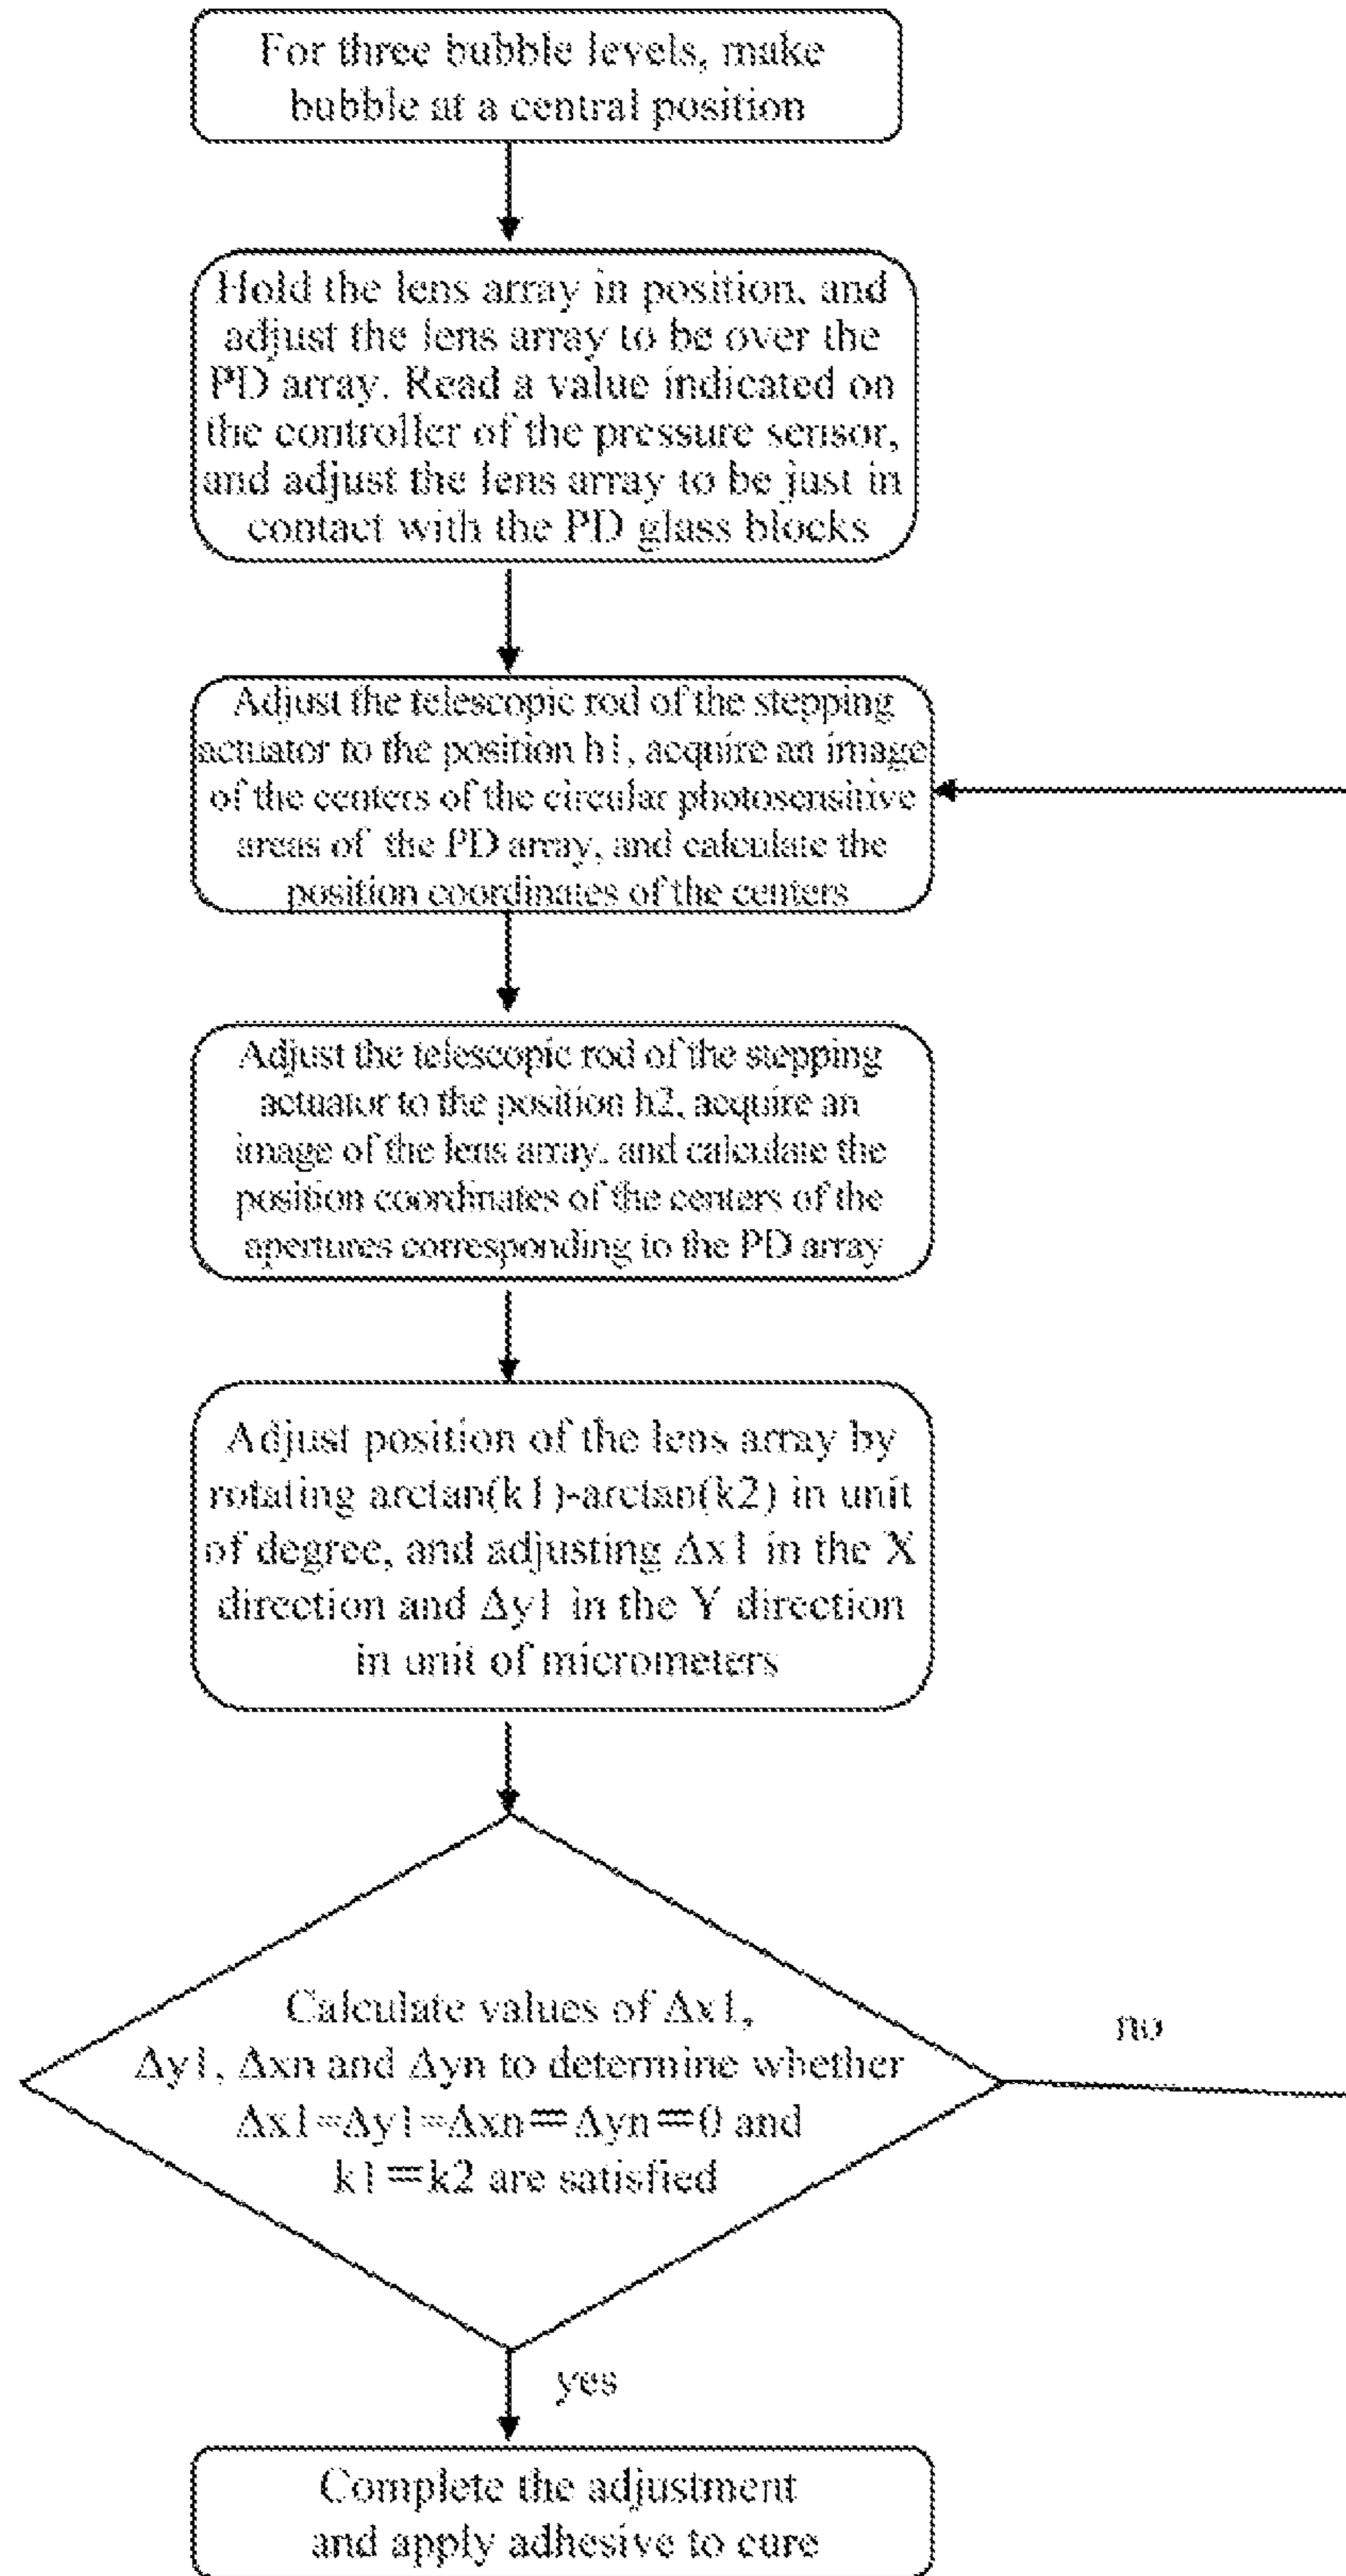 For three bubble levels, make
bubble at a central position
Hold the lens array in position, and
adjust the lens array to be over the
PD array. Read a value indicated on
the controller of the pressure sensor,
and adjust the lens array to be just in
contact with the PD glass blocks
Adjust the telescopic rod of the stepping
actuator to the position h1, acquire an image
of the centers of the circular photosensitive
areas of the PD array, and calculate the
position coordinates of the centers
Adjust the telescopic rod of the stepping
actuator to the position h2, acquire an
image of the lens array, and calculate the
position coordinates of the centers of the
apertures corresponding to the PD array
Adjust position of the lens array by
rotating arctan(k1)-arctan(k2) in unit
of degree, and adjusting Δx1 in the X
direction and Δy1 in the Y direction
in unit of micrometers
Calculate values of Δx1,
Δy1, Δxn and Δyn to determine whether
Δx1=Δy1=Δxn=Δyn=0 and
k1=k2 are satisfied
no
yes
Complete the adjustment
and apply adhesive to cure